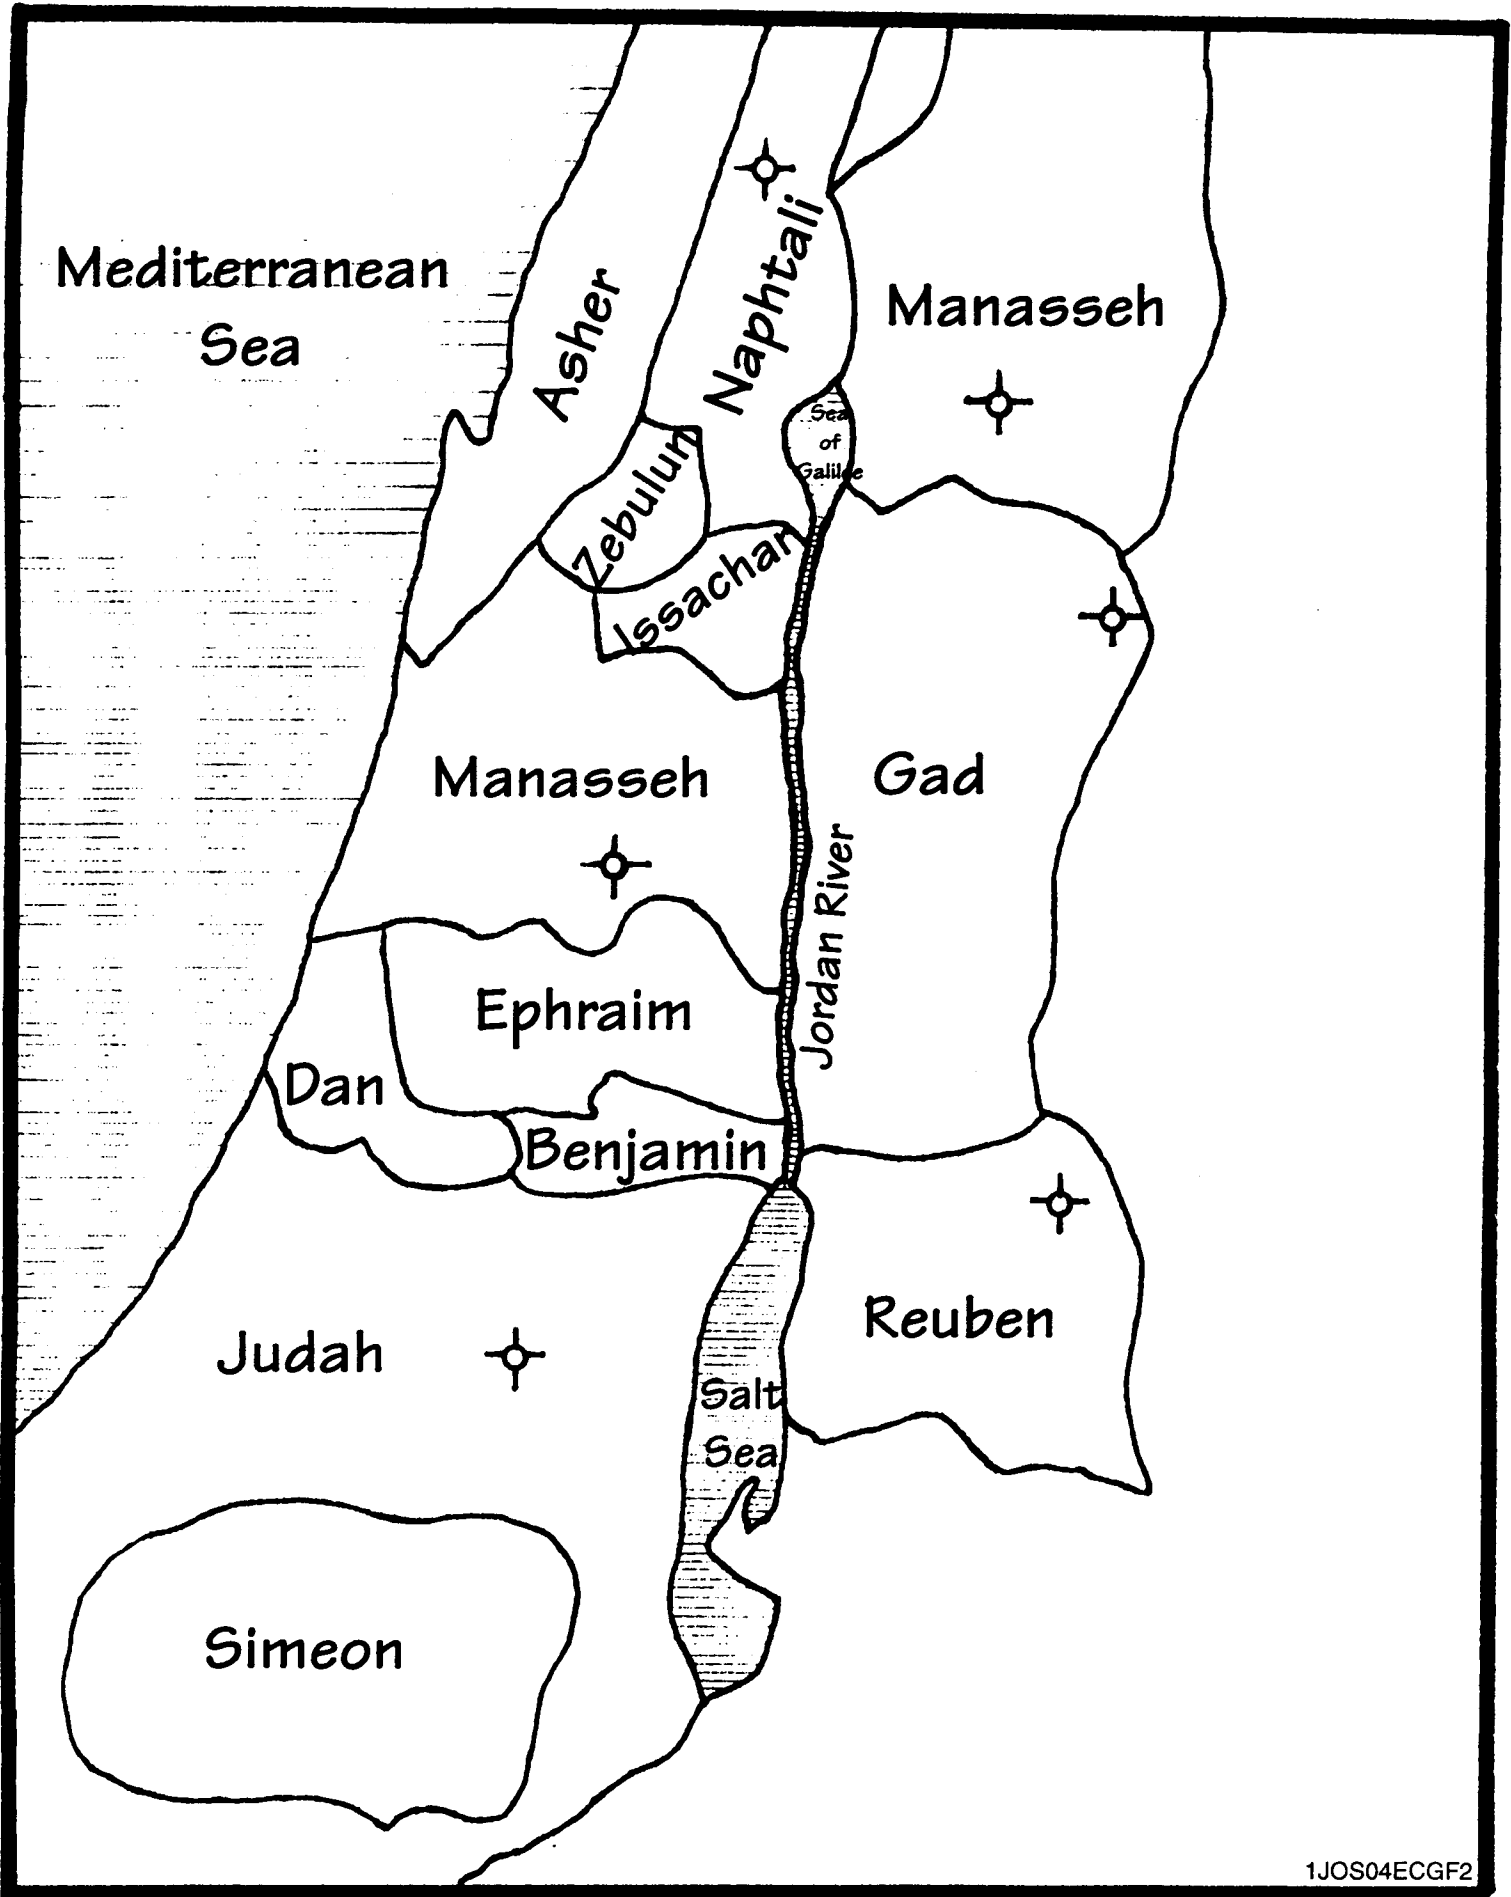 Mediterranean
Sea
Asher
Naphtali
Manasseh
Sea
of
Galilee
Zebulun
Issachar
Manasseh
Gad
Jordan River
Ephraim
Dan
Benjamin
Judah
Reuben
Salt
Sea
Simeon
1JOS04ECGF2